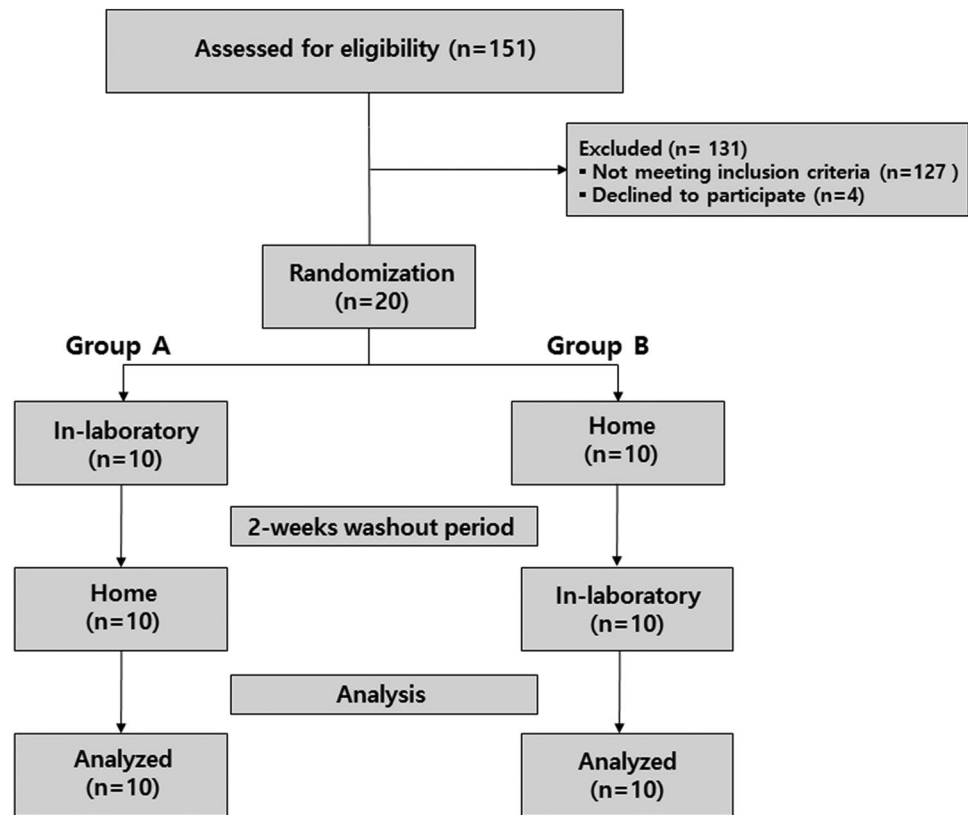 Assessed for eligibility (n=151)
Excluded (n= 131)
▪ Not meeting inclusion criteria (n=127 )
▪ Declined to participate (n=4)
Randomization
(n=20)
Group A
Group B
In-laboratory
(n=10)
Home
(n=10)
2-weeks washout period
Home
(n=10)
In-laboratory
(n=10)
Analysis
Analyzed
(n=10)
Analyzed
(n=10)